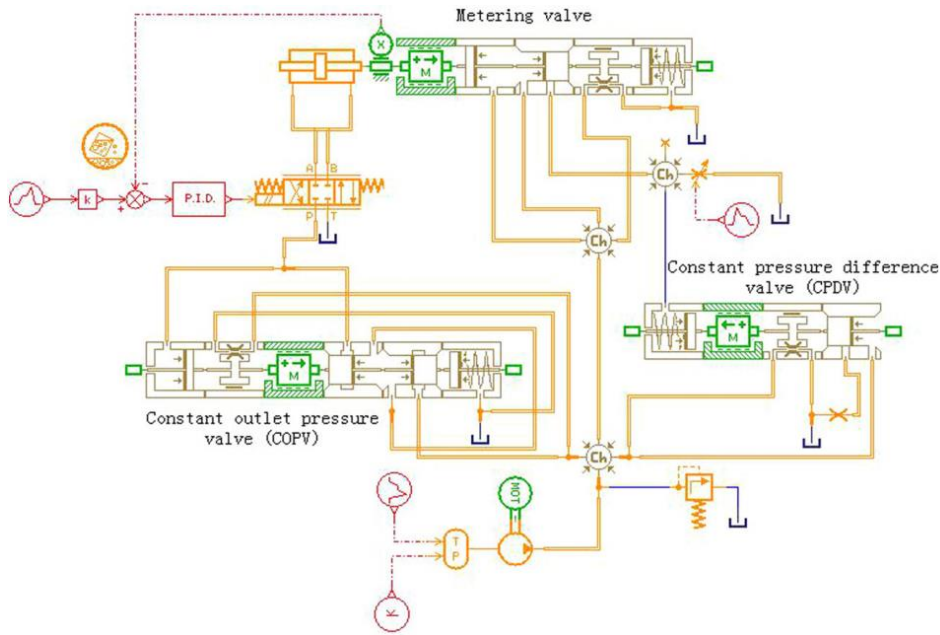 Metering valve
X
M
A B
k
+
-
P.I.D.
P T
Ch
Ch
Constant pressure difference
valve (CPDV)
M
M
Constant outlet pressure
valve (COPV)
Ch
MOT
T
P
K